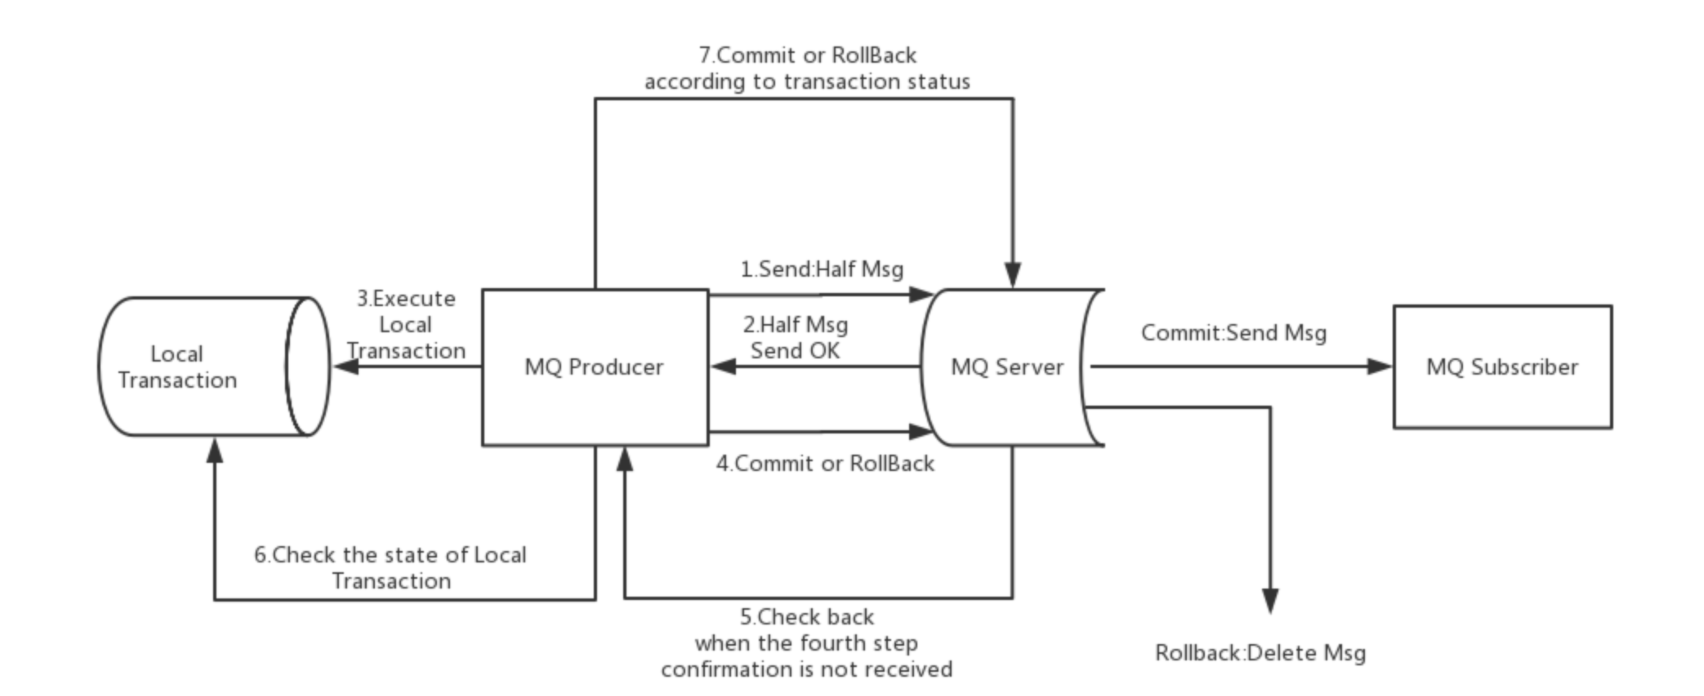 7.Commit or RollBack
according to transaction status
1.Send:Half Msg
3.Execute
Local
Transaction
2.Half Msg
Send OK
Commit:Send Msg
Local
Transaction
MQ Producer
MQ Server
MQ Subscriber
4.Commit or RollBack
6.Check the state of Local
Transaction
5.Check back
when the fourth step
confirmation is not received
Rollback:Delete Msg